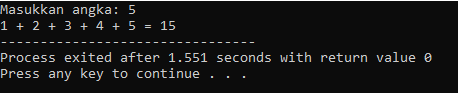 Masukkan angka: 5
1 + 2 + 3 + 4 + 5 = 15
--------------------------------
Process exited after 1.551 seconds with return value 0
Press any key to continue . . .